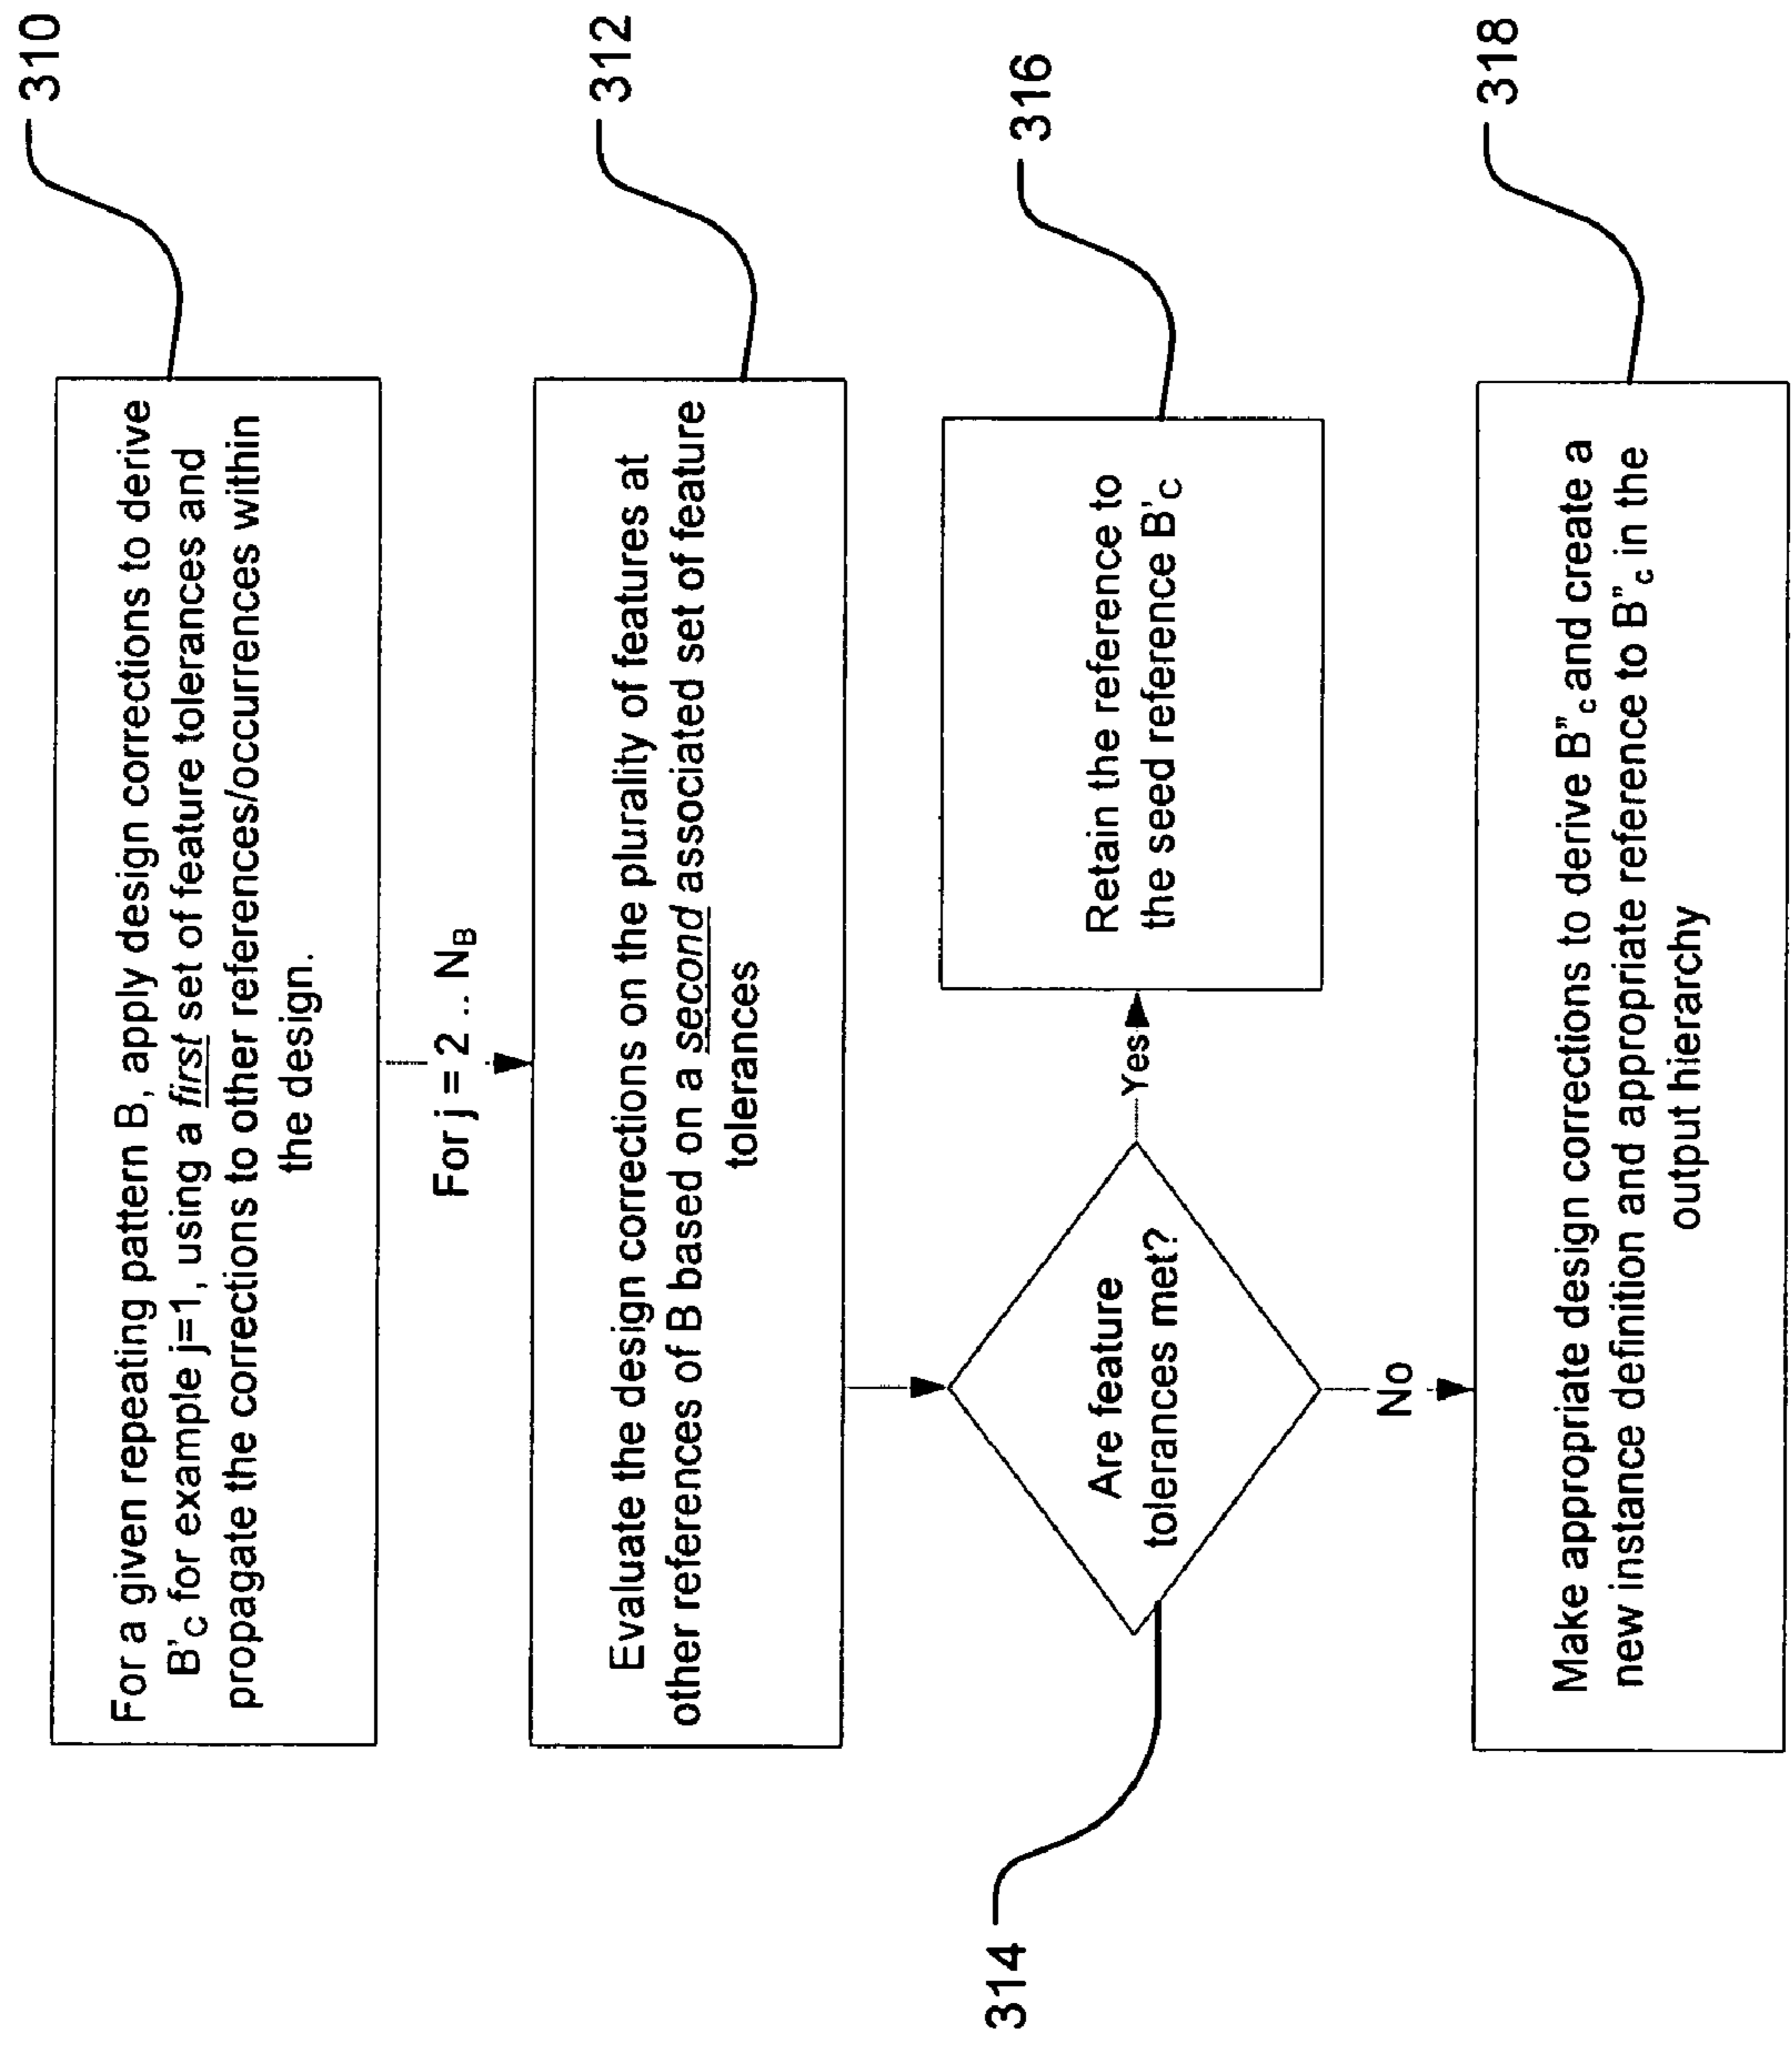 310
For a given repeating pattern B, apply design corrections to derive
B'C for example j=1, using a first set of feature tolerances and
propagate the corrections to other references/occurrences within
the design.
For j = 2 .. NB
312
Evaluate the design corrections on the plurality of features at
other references of B based on a second associated set of feature
tolerances
314
Are feature
tolerances met?
Yes
316
Retain the reference to
the seed reference B'C
No
318
Make appropriate design corrections to derive B"c and create a
new instance definition and appropriate reference to B"c in the
output hierarchy